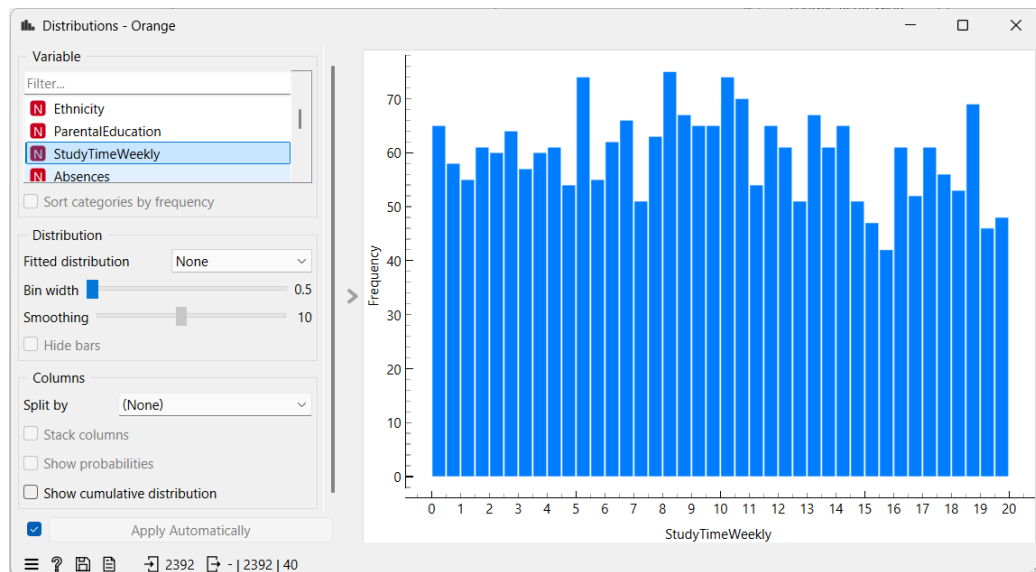 Distributions - Orange
Variable
Filter...
N Ethnicity
N ParentalEducation
N StudyTimeWeekly
N Absences
Sort categories by frequency
Distribution
Fitted distribution None
Bin width 0.5
Smoothing 10
Hide bars
Columns
Split by (None)
Stack columns
Show probabilities
Show cumulative distribution
Apply Automatically
? 2392 - | 2392 | 40
Frequency
70
60
50
40
30
20
10
0
0 1 2 3 4 5 6 7 8 9 10 11 12 13 14 15 16 17 18 19 20
StudyTimeWeekly